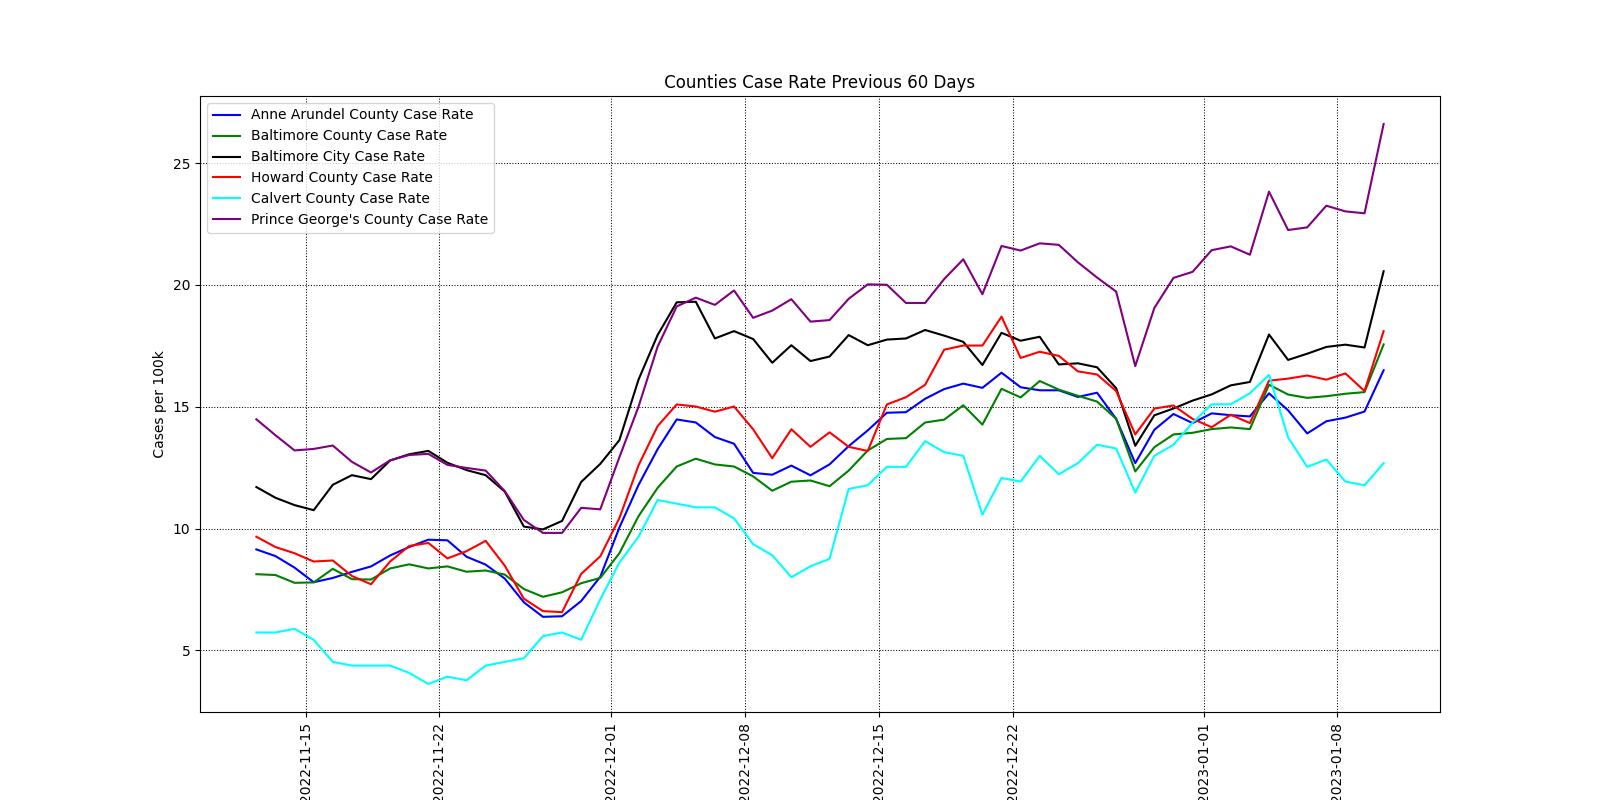 Counties Case Rate Previous 60 Days
Anne Arundel County Case Rate
Baltimore County Case Rate
Baltimore City Case Rate
Howard County Case Rate
Calvert County Case Rate
Prince George's County Case Rate
Cases per 100k
25
20
15
10
5
2022-11-15
2022-11-22
2022-12-01
2022-12-08
2022-12-15
2022-12-22
2023-01-01
2023-01-08